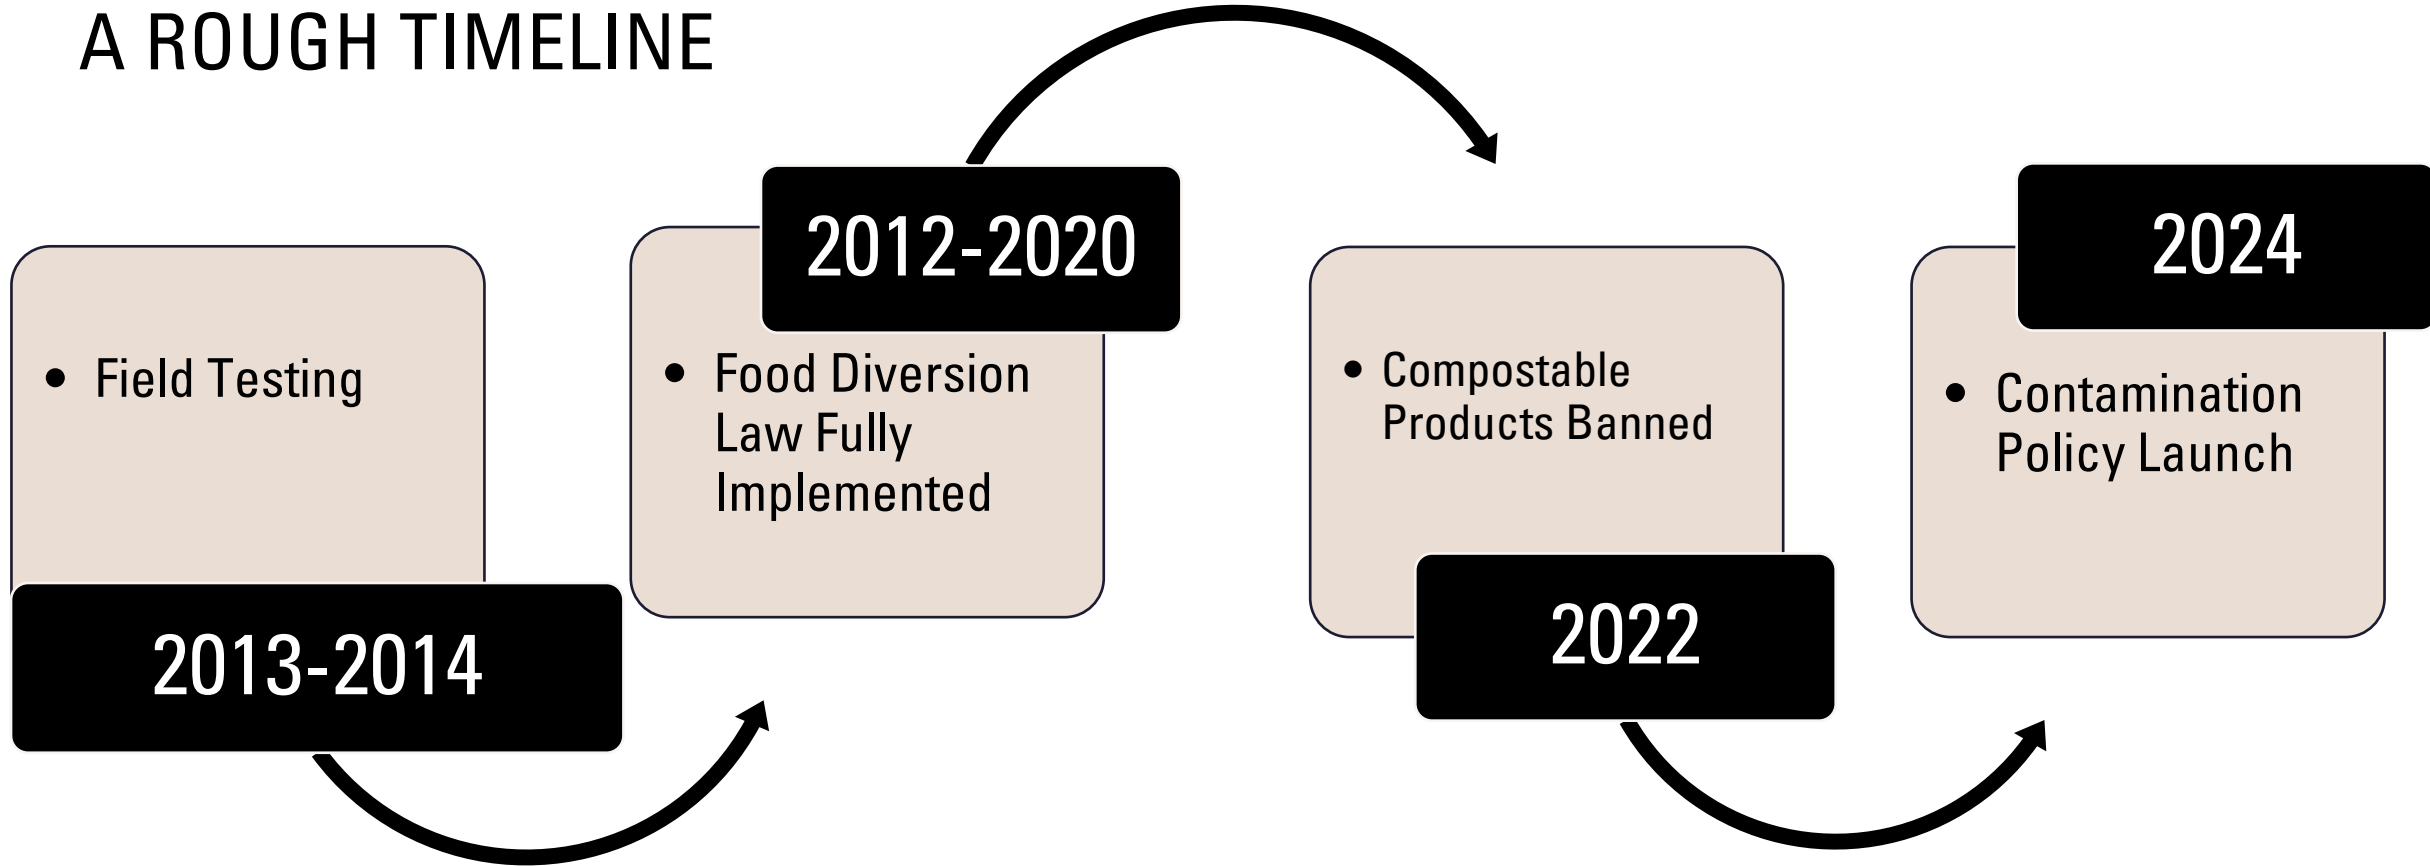 A ROUGH TIMELINE
• Field Testing
2013-2014
2012-2020
• Food Diversion
Law Fully
Implemented
• Compostable
Products Banned
2022
2024
• Contamination
Policy Launch